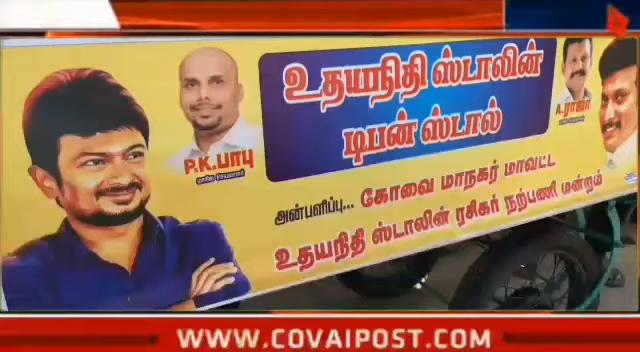 உதயநிதி ஸ்டாலின்
டிபன் ஸ்டால்
P.K.பாபு
A.ராஜா
அன்பளிப்பு... கோவை மாநகர் மாவட்ட
உதயநிதி ஸ்டாலின் ரசிகர் நற்பணி மன்றம்
WWW.COVAIPOST.COM